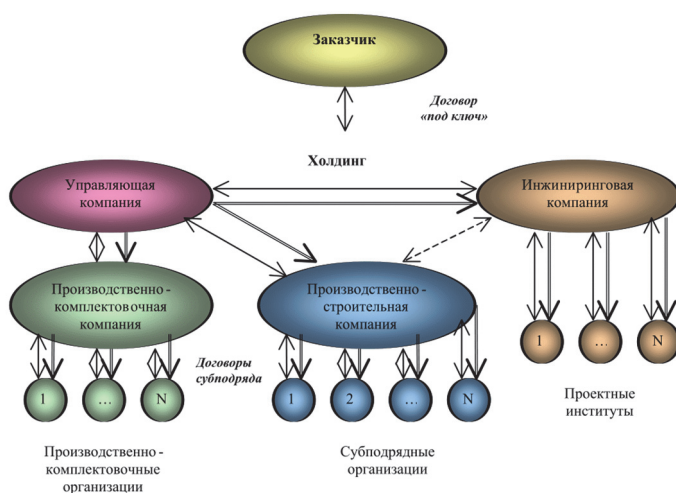 Заказчик
Договор
«под ключ»
Холдинг
Управляющая
компания
Инжиниринговая
компания
Производственно-
комплектовочная
компания
Производственно-
строительная
компания
Договоры
субподряда
1
...
N
1
2
...
N
1
...
N
Проектные
институты
Производственно-
комплектовочные
организации
Субподрядные
организации